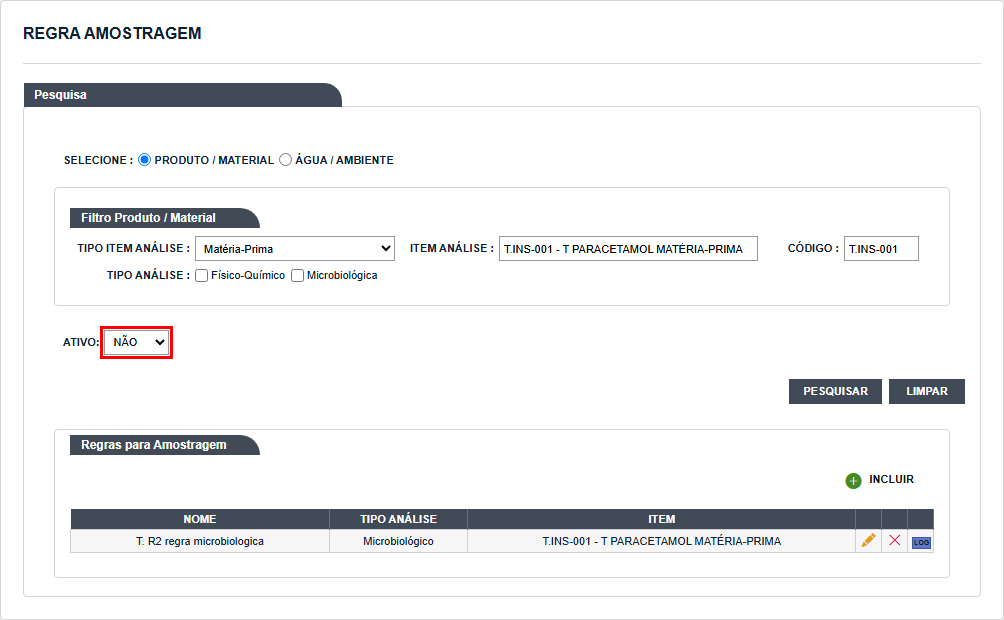 REGRA AMOSTRAGEM
Pesquisa
SELECIONE : PRODUTO / MATERIAL ÁGUA / AMBIENTE
Filtro Produto / Material
TIPO ITEM ANÁLISE : Matéria-Prima ITEM ANÁLISE : T.INS-001 - T PARACETAMOL MATÉRIA-PRIMA CÓDIGO : T.INS-001
TIPO ANÁLISE : Físico-Químico Microbiológica
ATIVO: NÃO
PESQUISAR LIMPAR
Regras para Amostragem
INCLUIR
NOME TIPO ANÁLISE ITEM
T. R2 regra microbiologica Microbiológico T.INS-001 - T PARACETAMOL MATÉRIA-PRIMA LOG